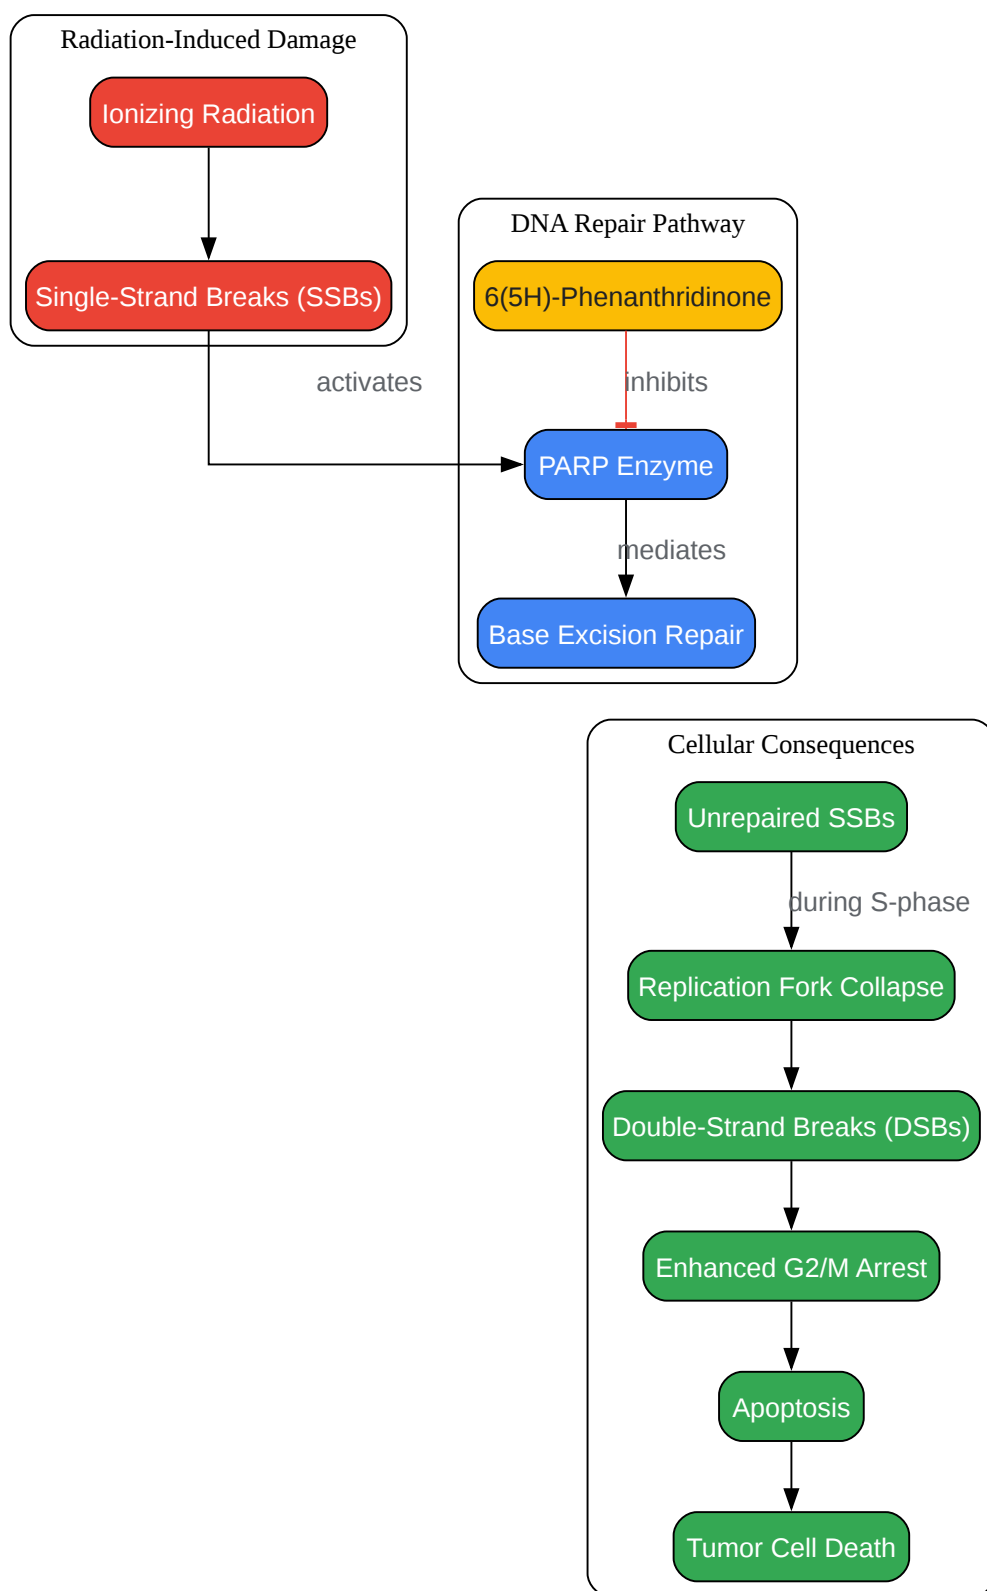 Radiation-Induced Damage
Ionizing Radiation
Single-Strand Breaks (SSBs)
activates
DNA Repair Pathway
6(5H)-Phenanthridinone
inhibits
PARP Enzyme
mediates
Base Excision Repair
Cellular Consequences
Unrepaired SSBs
during S-phase
Replication Fork Collapse
Double-Strand Breaks (DSBs)
Enhanced G2/M Arrest
Apoptosis
Tumor Cell Death